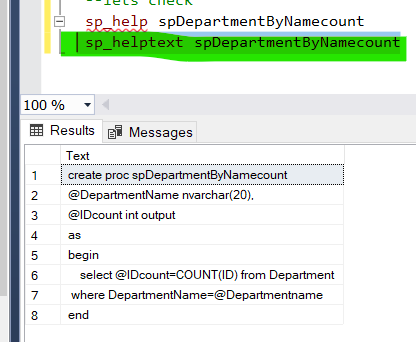 --lets check
sp_help spDepartmentByNamecount
sp_helptext spDepartmentByNamecount
100 %
Results Messages
Text
1 create proc spDepartmentByNamecount
2 @DepartmentName nvarchar(20),
3 @IDcount int output
4 as
5 begin
6 select @IDcount=COUNT(ID) from Department
7 where DepartmentName=@Departmentname
8 end